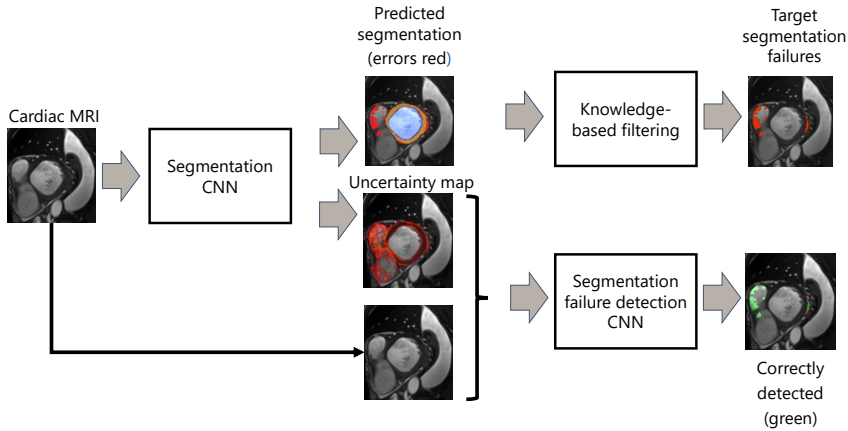 Predicted
segmentation
(errors red)
Target
segmentation
failures
Cardiac MRI
Segmentation
CNN
Knowledge-
based filtering
Uncertainty map
Segmentation
failure detection
CNN
Correctly
detected
(green)